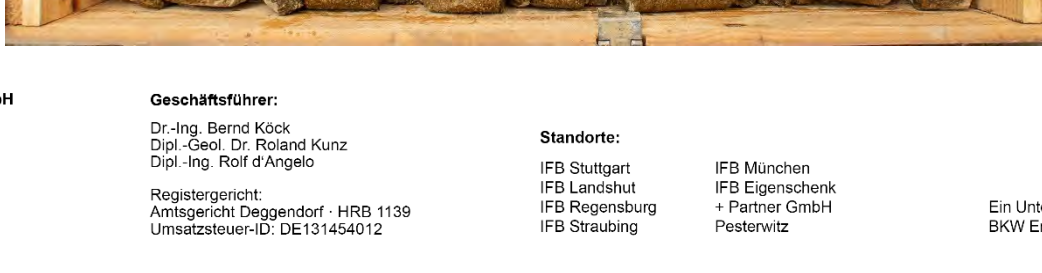 Geschäftsführer:
Dr.-Ing. Bernd Köck
Dipl.-Geol. Dr. Roland Kunz
Dipl.-Ing. Rolf d'Angelo
Registergericht:
Amtsgericht Deggendorf · HRB 1139
Umsatzsteuer-ID: DE131454012
Standorte:
IFB Stuttgart
IFB Landshut
IFB Regensburg
IFB Straubing
IFB München
IFB Eigenschenk
+ Partner GmbH
Pesterwitz
Ein
BKW